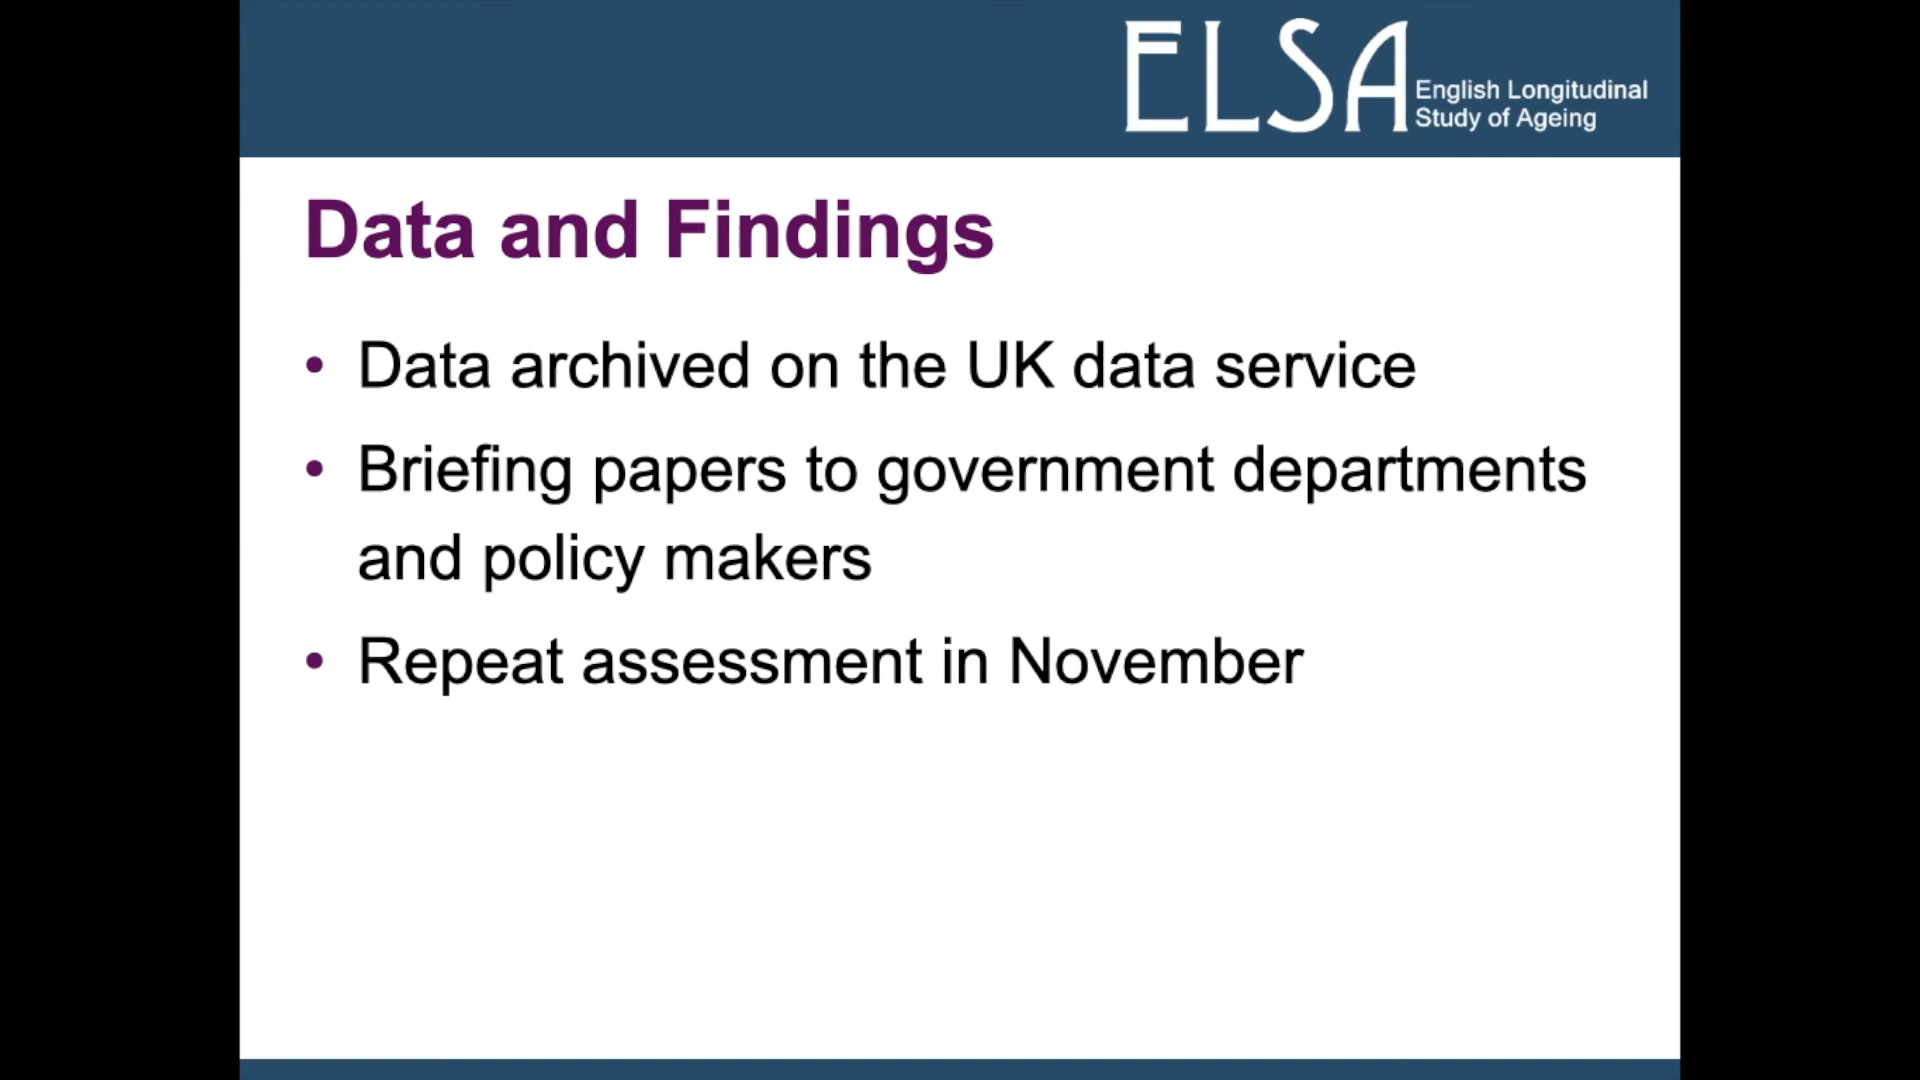 ELSA
English Longitudinal
Study of Ageing
Data and Findings
• Data archived on the UK data service
• Briefing papers to government departments
and policy makers
• Repeat assessment in November